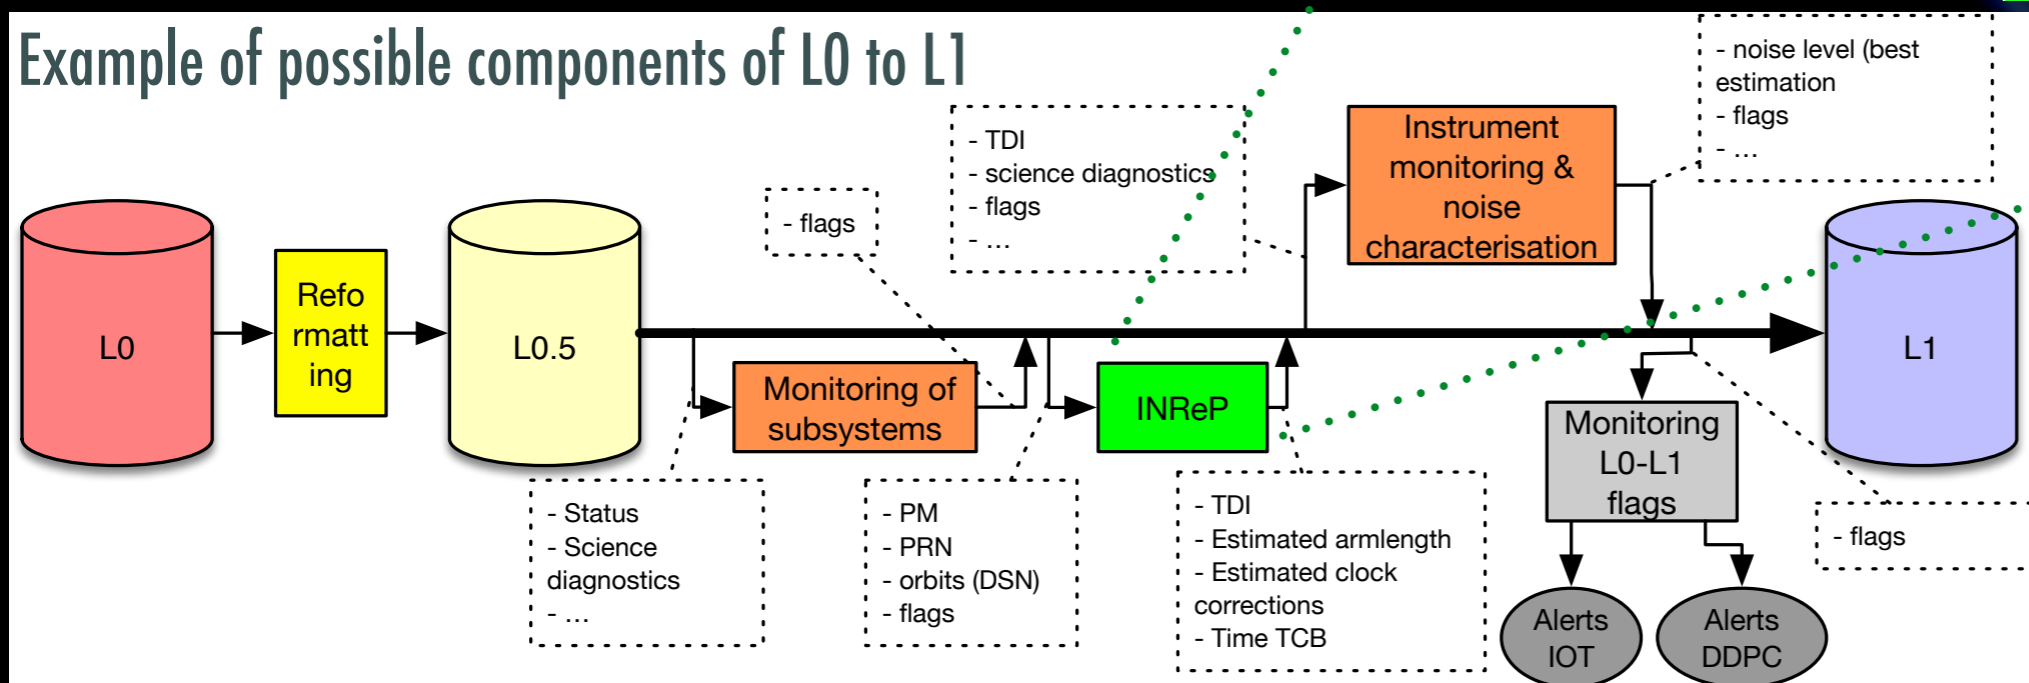 Example of possible components of L0 to L1
L0
Refo
rmatt
ing
L0.5
- flags
Monitoring of
subsystems
- Status
- Science
diagnostics
- ...
- PM
- PRN
- orbits (DSN)
- flags
- TDI
- science diagnostics
- flags
- ...
INReP
- TDI
- Estimated armlength
- Estimated clock
corrections
- Time TCB
Instrument
monitoring &
noise
characterisation
- noise level (best
estimation
- flags
- ...
Monitoring
L0-L1
flags
Alerts
IOT
Alerts
DDPC
- flags
L1